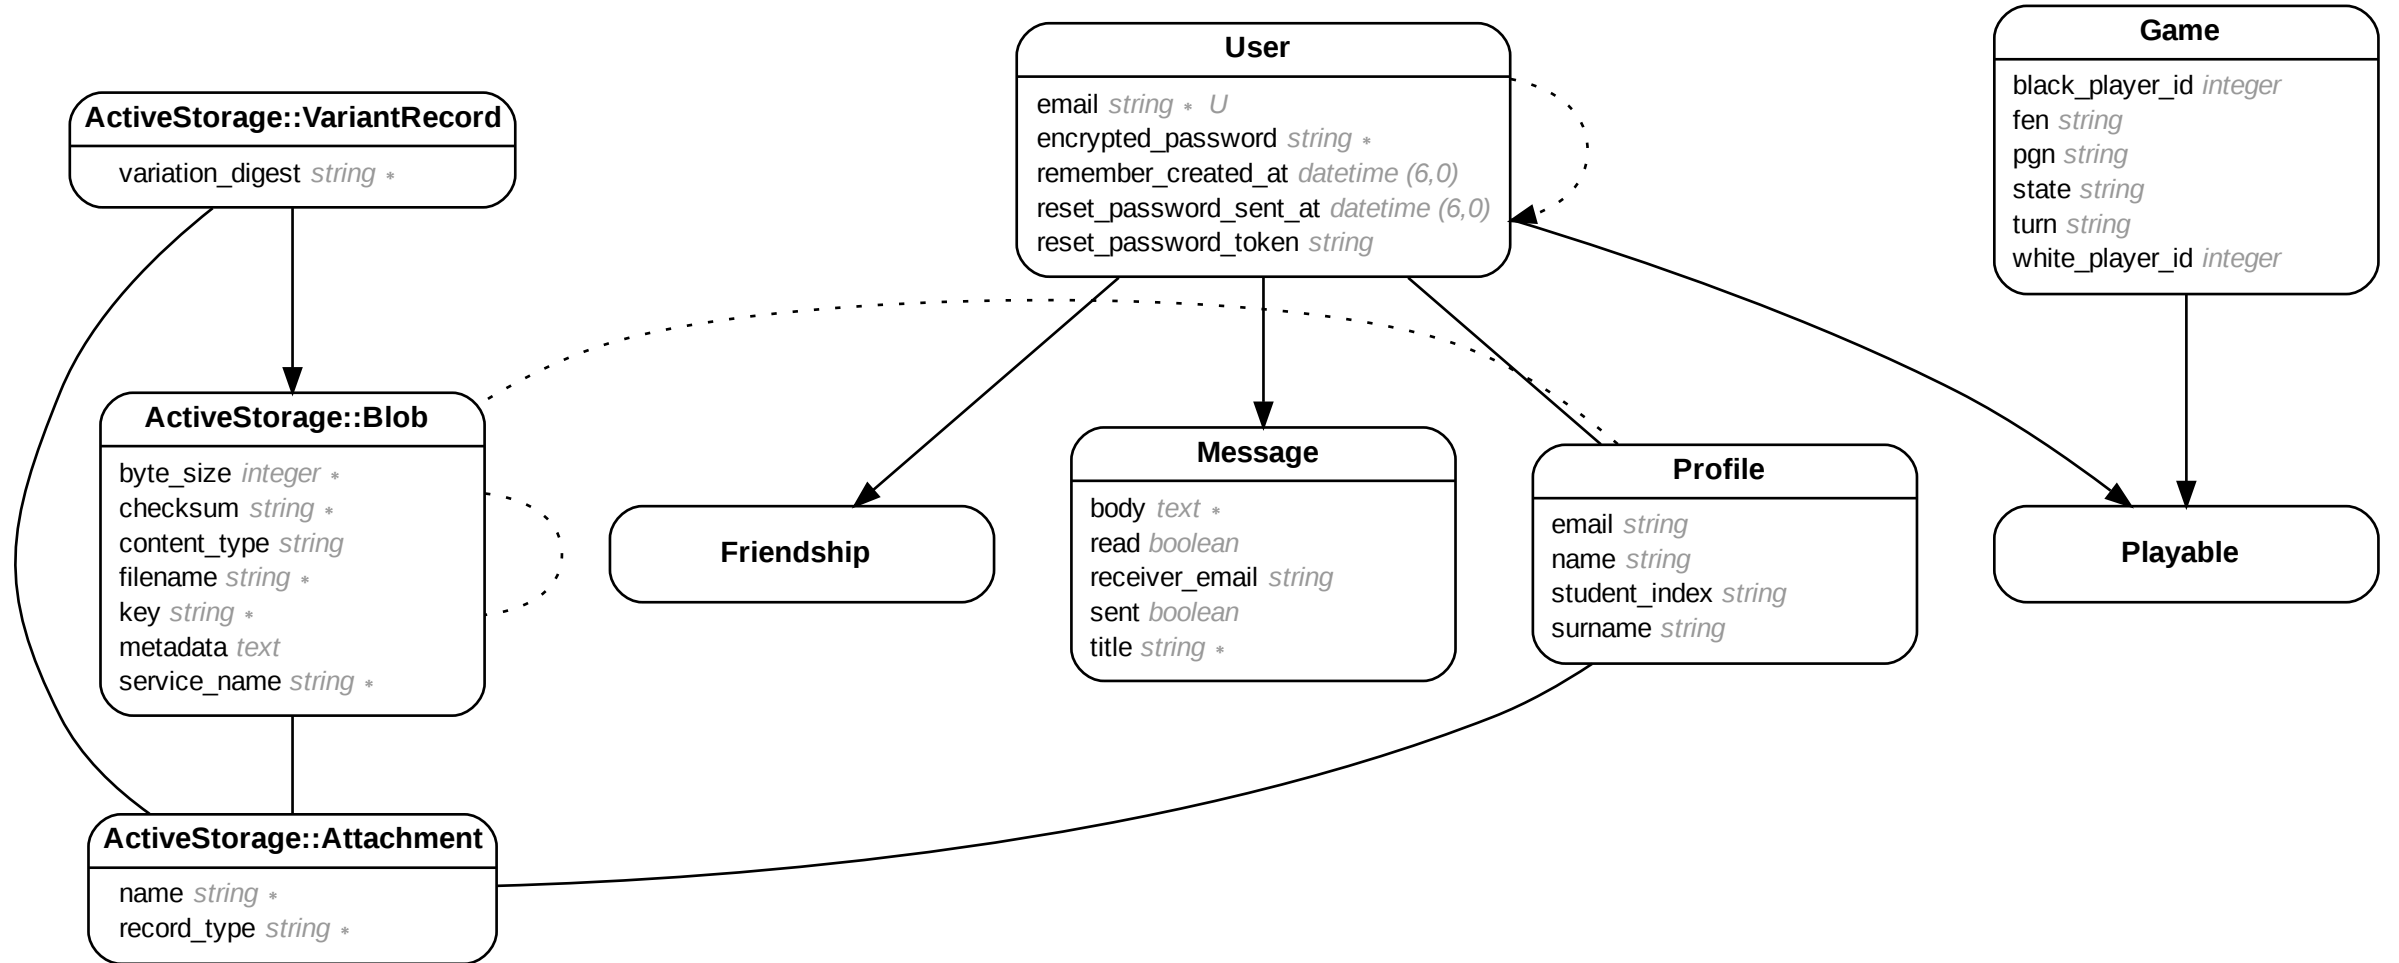 User
email string * U
encrypted_password string *
remember_created_at datetime (6,0)
reset_password_sent_at datetime (6,0)
reset_password_token string
Game
black_player_id integer
fen string
pgn string
state string
turn string
white_player_id integer
ActiveStorage::VariantRecord
variation_digest string *
ActiveStorage::Blob
byte_size integer *
checksum string *
content_type string
filename string *
key string *
metadata text
service_name string *
Friendship
Message
body text *
read boolean
receiver_email string
sent boolean
title string *
Profile
email string
name string
student_index string
surname string
Playable
ActiveStorage::Attachment
name string *
record_type string *